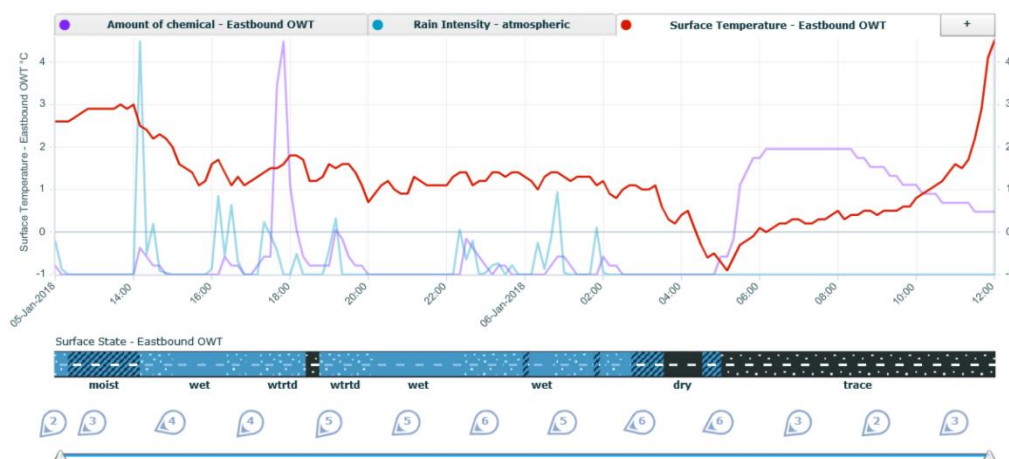 Amount of chemical - Eastbound OWT Rain Intensity - atmospheric Surface Temperature - Eastbound OWT +
Surface Temperature - Eastbound OWT °C
4 4
3 3
2 2
1 1
0 0
-1 -
05-Jan-2018 14:00 16:00 18:00 20:00 22:00 06-Jan-2018 02:00 04:00 06:00 08:00 10:00 12:00
Surface State - Eastbound OWT
moist wet wtrtd wtrtd wet wet dry trace
2 3 4 4 5 5 6 5 6 6 3 2 3